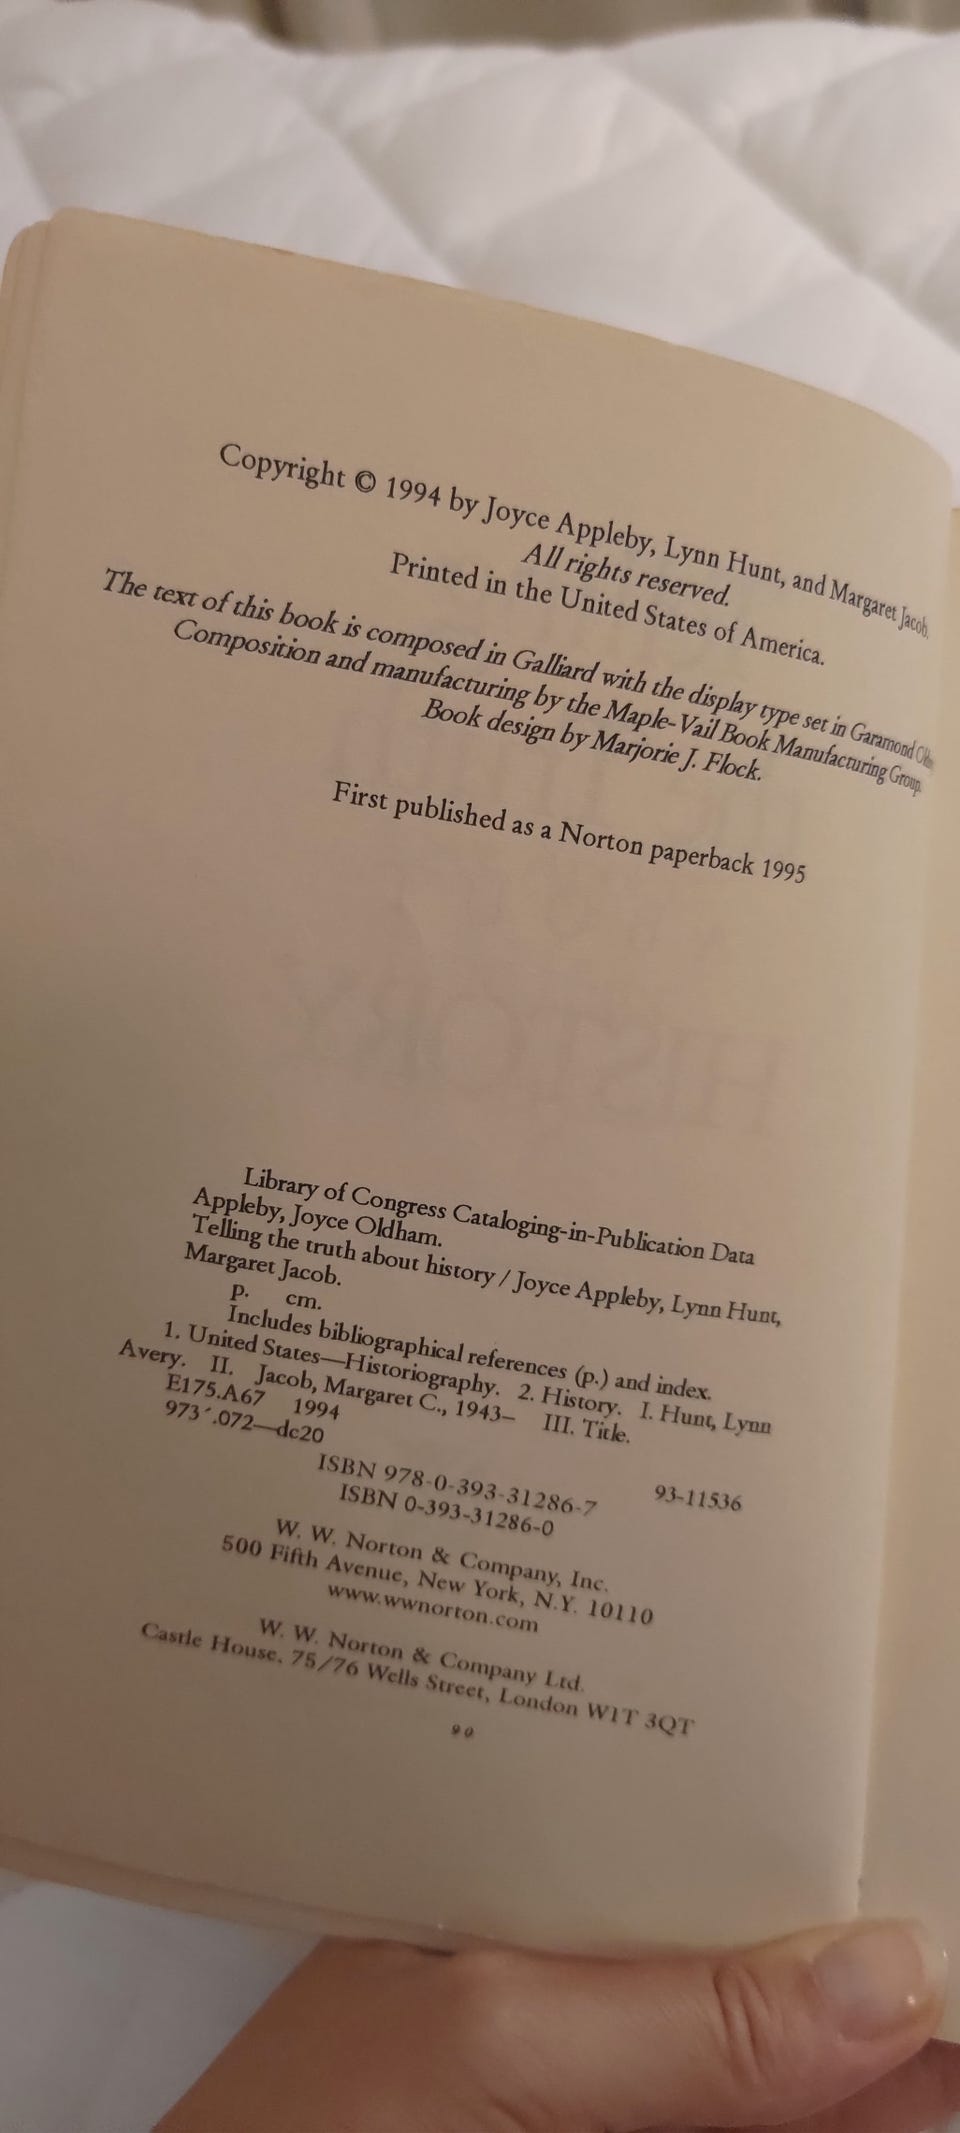 Copyright © 1994 by Joyce Appleby, Lynn Hunt, and Margaret Jacob.
All rights reserved.
Printed in the United States of America.
The text of this book is composed in Galliard with the display type set in Garamond
Composition and manufacturing by the Maple-Vail Book Manufacturing Group.
Book design by Marjorie J. Flock.
First published as a Norton paperback 1995
Library of Congress Cataloging-in-Publication Data
Appleby, Joyce Oldham.
Telling the truth about history / Joyce Appleby, Lynn Hunt,
Margaret Jacob.
p. cm.
Includes bibliographical references (p.) and index.
1. United States—Historiography. 2. History. I. Hunt, Lynn
Avery. II. Jacob, Margaret C., 1943– III. Title.
E175.A67 1994
973´.072—dc20 93-11536
ISBN 978-0-393-31286-7
ISBN 0-393-31286-0
W. W. Norton & Company, Inc.
500 Fifth Avenue, New York, N.Y. 10110
www.wwnorton.com
W. W. Norton & Company Ltd.
Castle House, 75/76 Wells Street, London W1T 3QT
9 0